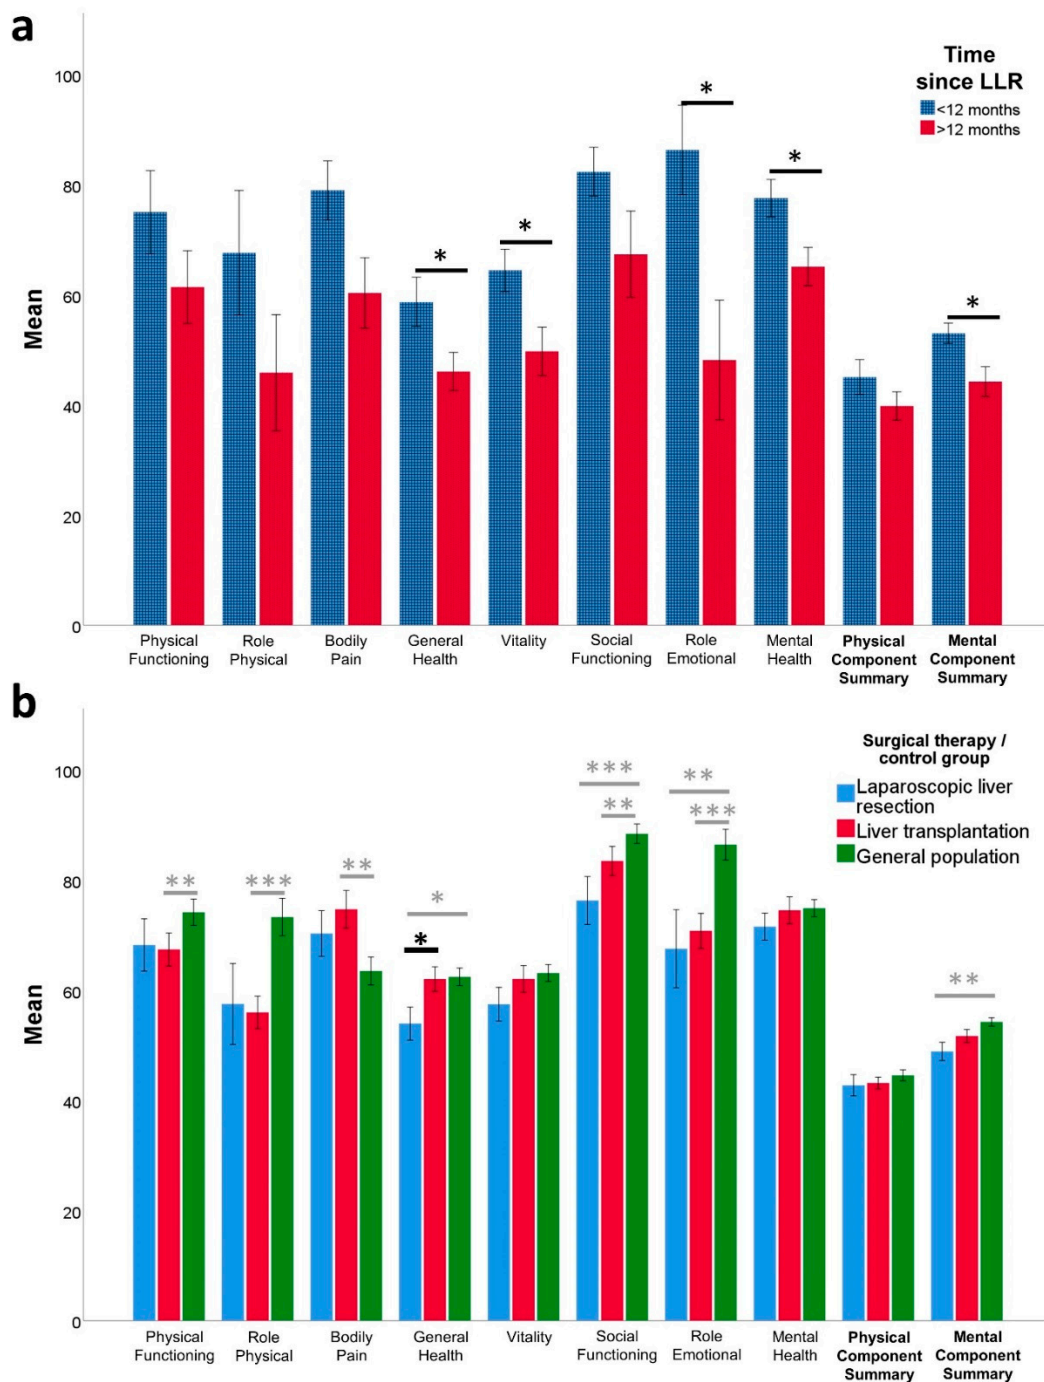 a
Time
since LLR
<12 months
>12 months
Mean
100
80
60
40
20
0
*
*
*
*
*
Physical
Functioning
Role
Physical
Bodily
Pain
General
Health
Vitality
Social
Functioning
Role
Emotional
Mental
Health
Physical
Component
Summary
Mental
Component
Summary
b
Surgical therapy /
control group
Laparoscopic liver
resection
Liver transplantation
General population
Mean
100
80
60
40
20
0
**
***
**
*
*
***
**
**
***
**
Physical
Functioning
Role
Physical
Bodily
Pain
General
Health
Vitality
Social
Functioning
Role
Emotional
Mental
Health
Physical
Component
Summary
Mental
Component
Summary